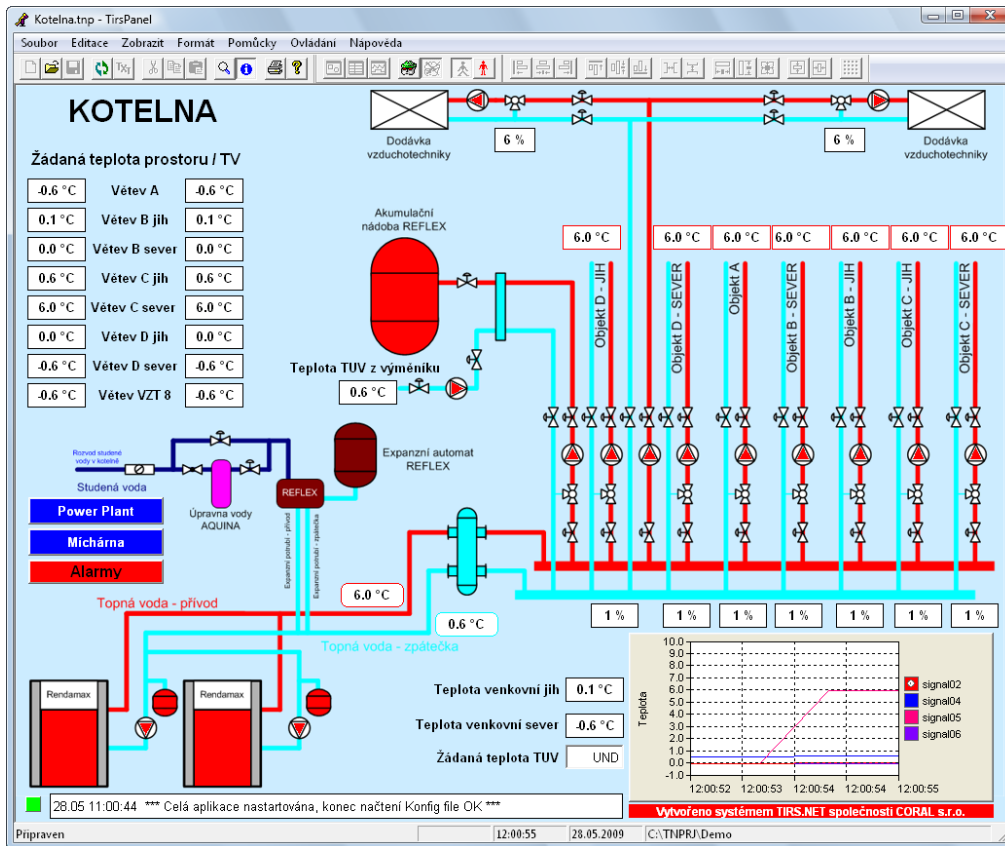 Kotelna.tnp - TirsPanel
Soubor Editace Zobrazit Formát Pomůcky Ovládání Nápověda
TXT
KOTELNA
Dodávka
vzduchotechniky
6 %
6 %
Dodávka
vzduchotechniky
Žádaná teplota prostoru / TV
-0.6 °C Větev A -0.6 °C
0.1 °C Větev B jih 0.1 °C
0.0 °C Větev B sever 0.0 °C
0.6 °C Větev C jih 0.6 °C
6.0 °C Větev C sever 6.0 °C
0.0 °C Větev D jih 0.0 °C
-0.6 °C Větev D sever -0.6 °C
-0.6 °C Větev VZT 8 -0.6 °C
Akumulační
nádoba REFLEX
6.0 °C 6.0 °C 6.0 °C 6.0 °C 6.0 °C 6.0 °C 6.0 °C
Objekt D - JIH
Objekt D - SEVER
Objekt A
Objekt B - SEVER
Objekt B - JIH
Objekt C - JIH
Objekt C - SEVER
Teplota TUV z výměníku
0.6 °C
Rozvod studené
vody v kotelně
Studená voda
Úpravna vody
AQUINA
REFLEX
Expanzní automat
REFLEX
Expanzní potrubí - přívod
Expanzní potrubí - zpátečka
Power Plant
Míchárna
Alarmy
Topná voda - přívod
6.0 °C
0.6 °C
Topná voda - zpátečka
1 % 1 % 1 % 1 % 1 % 1 % 1 %
Rendamax
Rendamax
Teplota venkovní jih 0.1 °C
Teplota venkovní sever -0.6 °C
Žádaná teplota TUV UND
Teplota
10.0
9.0
8.0
7.0
6.0
5.0
4.0
3.0
2.0
1.0
0.0
-1.0
12:00:52 12:00:53 12:00:54 12:00:54 12:00:55
signal02
signal04
signal05
signal06
28.05 11:00:44 *** Celá aplikace nastartována, konec načtení Konfig file OK ***
Vytvořeno systémem TIRS.NET společnosti CORAL s.r.o.
Připraven 12:00:55 28.05.2009 C:\TNPRJ\Demo